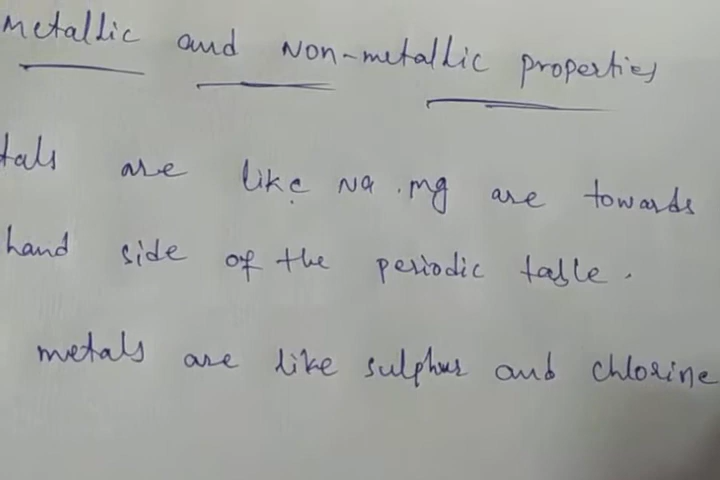 Metallic and Non-metallic properties
tals are like Na . mg are towards
hand side of the periodic table .
metals are like sulphur and chlorine